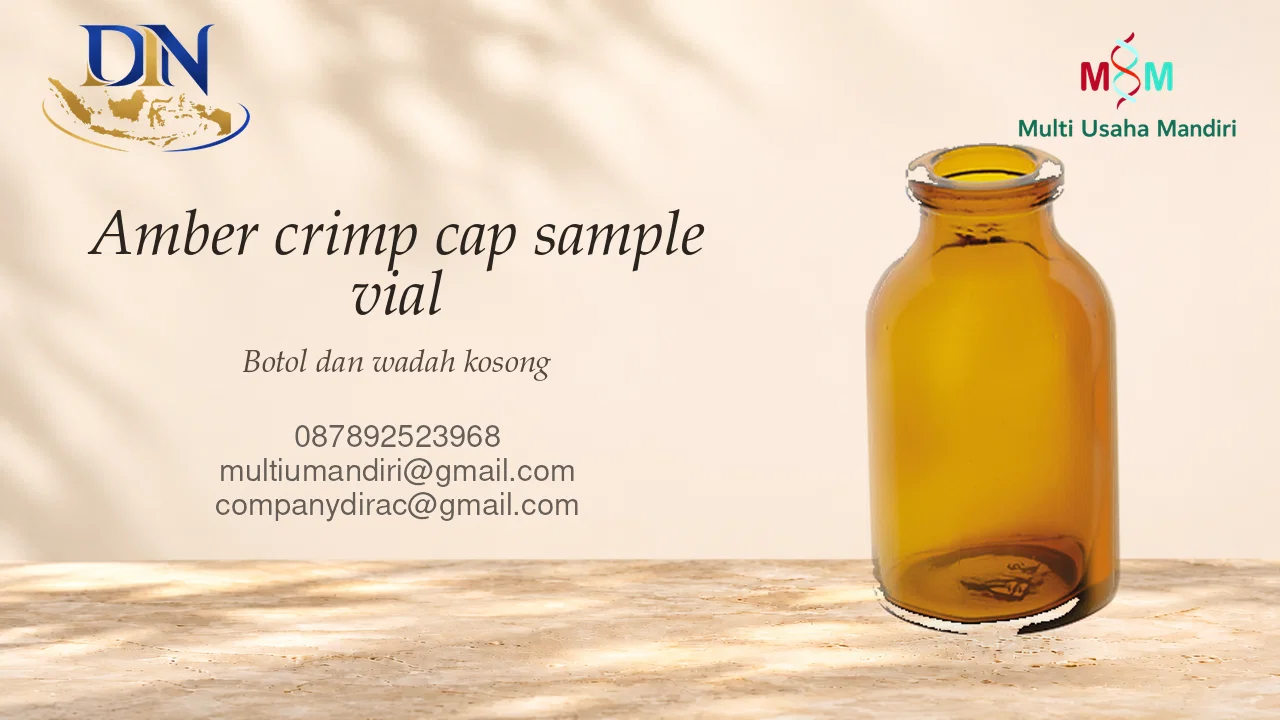 DIN
M M
Multi Usaha Mandiri
Amber crimp cap sample
vial
Botol dan wadah kosong
087892523968
multiumandiri@gmail.com
companydirac@gmail.com